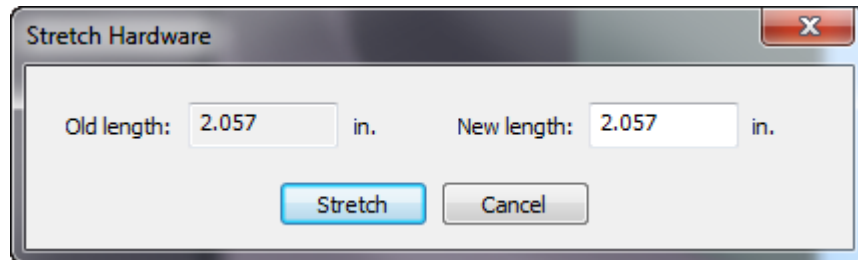 Stretch Hardware
Old length: 2.057 in. New length: 2.057 in.
Stretch Cancel